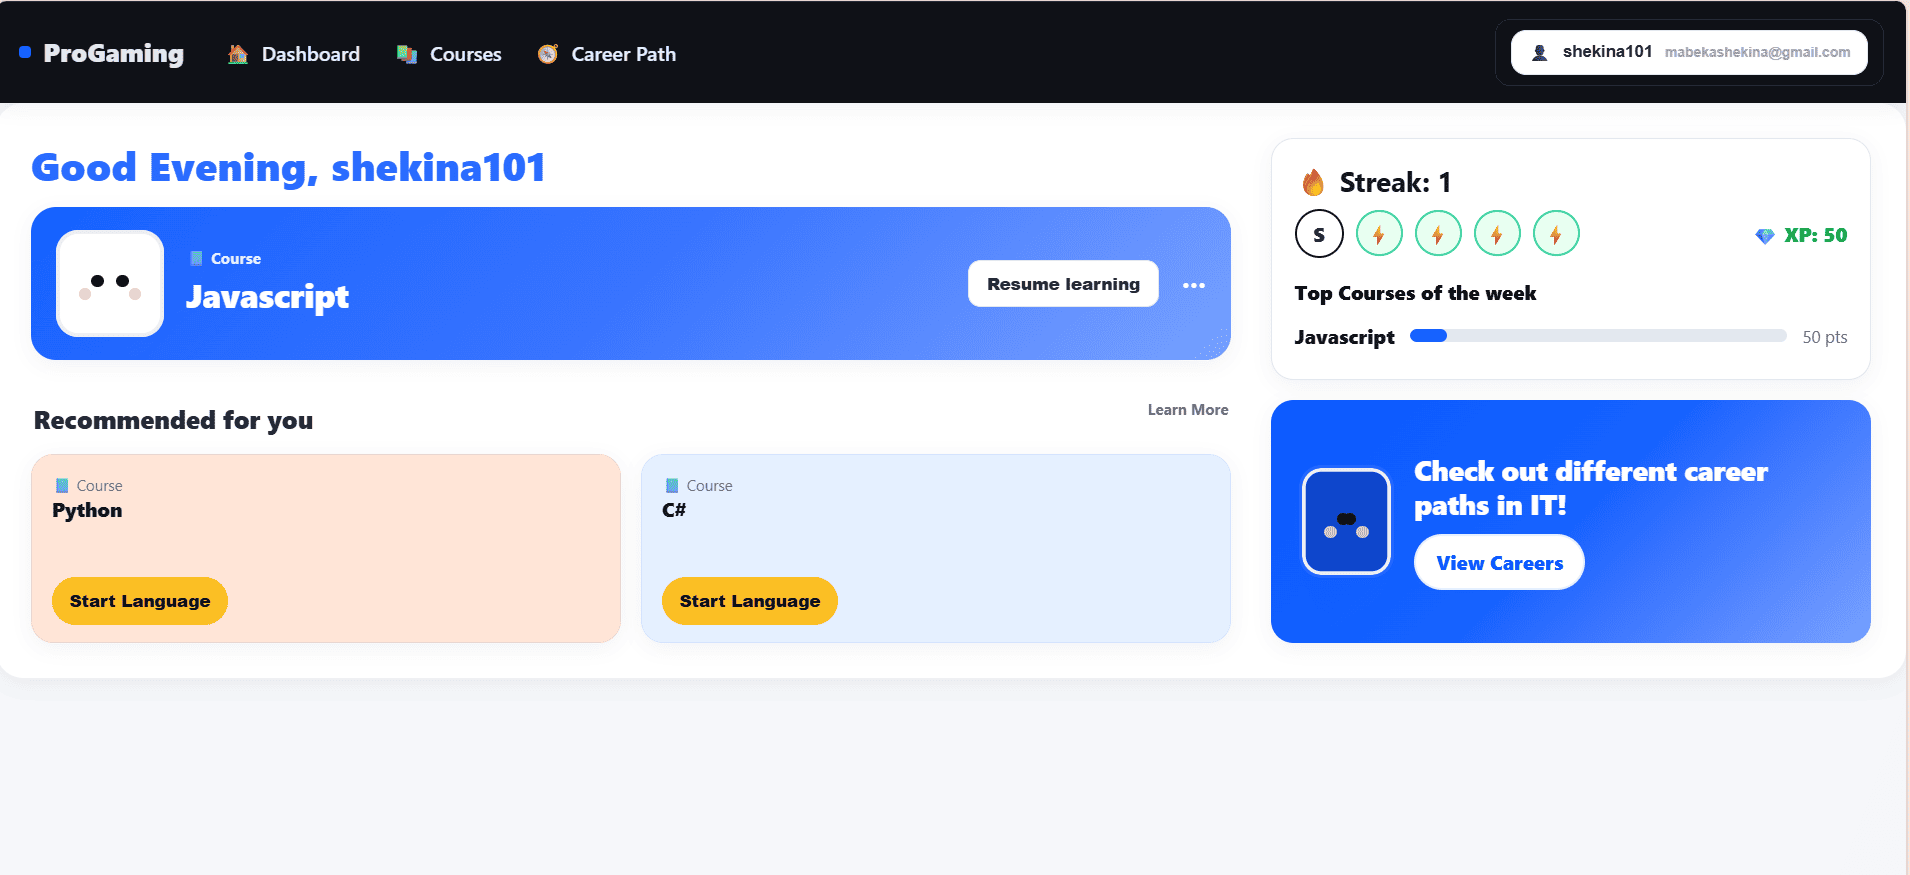 ProGaming
Dashboard
Courses
Career Path
shekina101 mabekashekina@gmail.com
Good Evening, shekina101
Course
Javascript
Resume learning
Recommended for you
Learn More
Course
Python
Start Language
Course
C#
Start Language
Streak: 1
S
XP: 50
Top Courses of the week
Javascript
50 pts
Check out different career
paths in IT!
View Careers